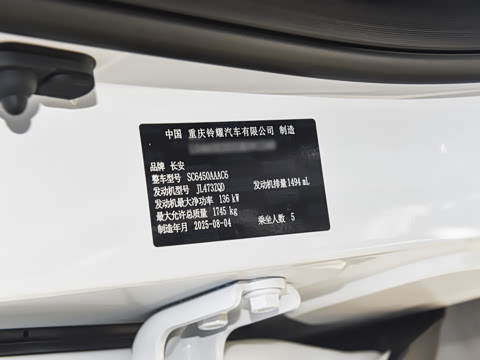 中国 重庆铃耀汽车有限公司 制造
品牌 长安
整车型号 SC6450AAAC6
发动机型号 JL473ZQD 发动机排量 1494 mL
发动机最大净功率 136 kW
最大允许总质量 1745 kg
制造年月 2025-08-04 乘坐人数 5